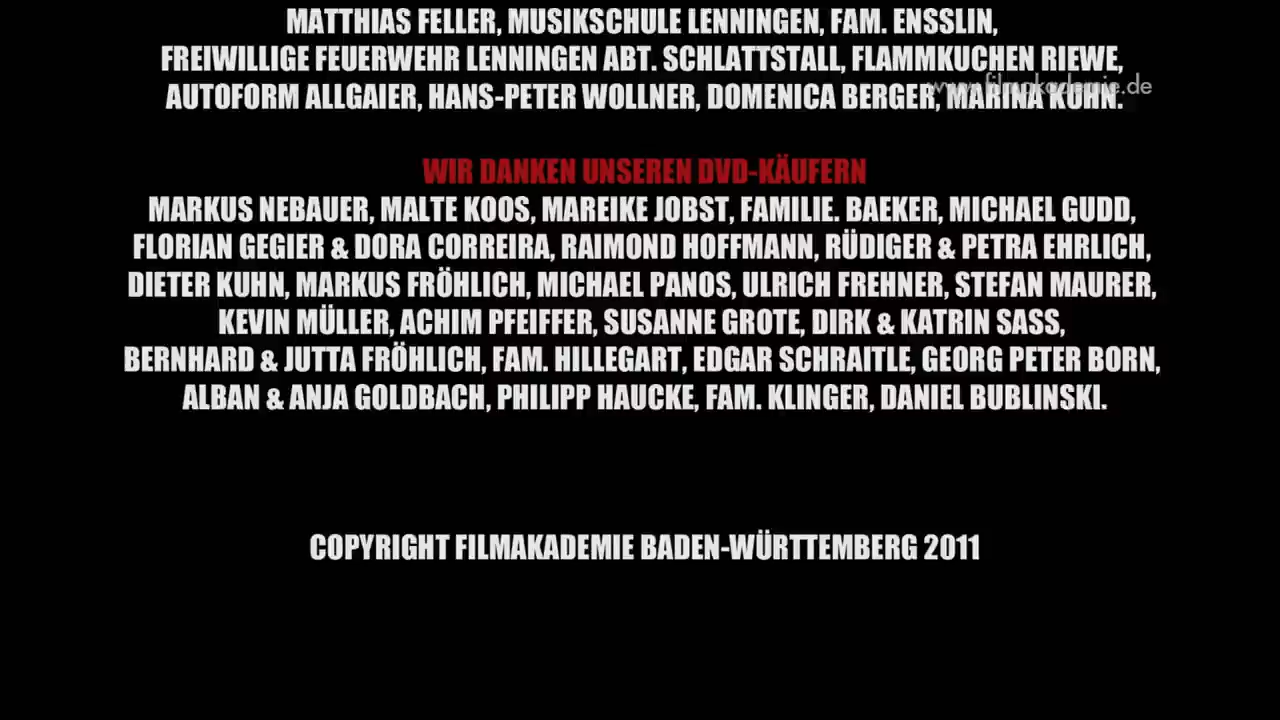 MATTHIAS FELLER, MUSIKSCHULE LENNINGEN, FAM. ENSSLIN,
FREIWILLIGE FEUERWEHR LENNINGEN ABT. SCHLATTSTALL, FLAMMKUCHEN RIEWE,
www.filmakademie.de
AUTOFORM ALLGAIER, HANS-PETER WOLLNER, DOMENICA BERGER, MARINA KUHN.
WIR DANKEN UNSEREN DVD-KÄUFERN
MARKUS NEBAUER, MALTE KOOS, MAREIKE JOBST, FAMILIE. BAEKER, MICHAEL GUDD,
FLORIAN GEGIER & DORA CORREIRA, RAIMOND HOFFMANN, RÜDIGER & PETRA EHRLICH,
DIETER KUHN, MARKUS FRÖHLICH, MICHAEL PANOS, ULRICH FREHNER, STEFAN MAURER,
KEVIN MÜLLER, ACHIM PFEIFFER, SUSANNE GROTE, DIRK & KATRIN SASS,
BERNHARD & JUTTA FRÖHLICH, FAM. HILLEGART, EDGAR SCHRAITLE, GEORG PETER BORN,
ALBAN & ANJA GOLDBACH, PHILIPP HAUCKE, FAM. KLINGER, DANIEL BUBLINSKI.
COPYRIGHT FILMAKADEMIE BADEN-WÜRTTEMBERG 2011